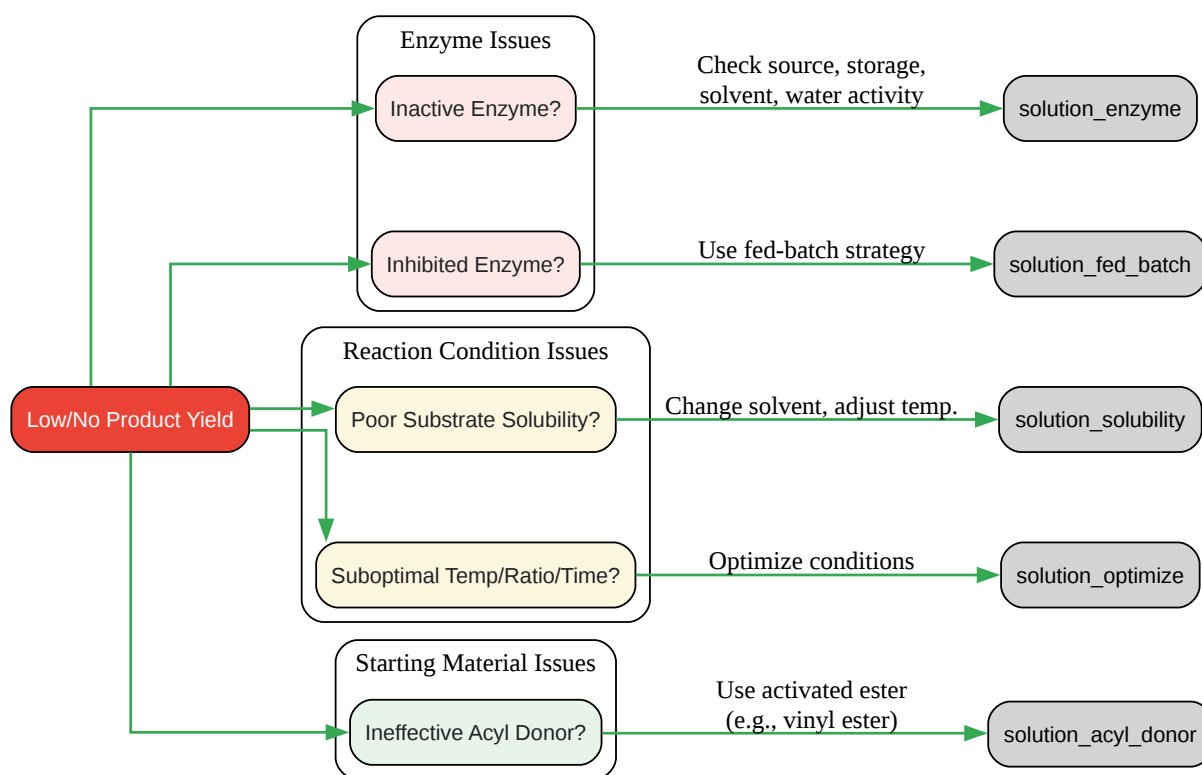 Enzyme Issues
Inactive Enzyme?
Check source, storage,
solvent, water activity
solution_enzyme
Inhibited Enzyme?
Use fed-batch strategy
solution_fed_batch
Low/No Product Yield
Reaction Condition Issues
Poor Substrate Solubility?
Change solvent, adjust temp.
solution_solubility
Suboptimal Temp/Ratio/Time?
Optimize conditions
solution_optimize
Starting Material Issues
Ineffective Acyl Donor?
Use activated ester
(e.g., vinyl ester)
solution_acyl_donor